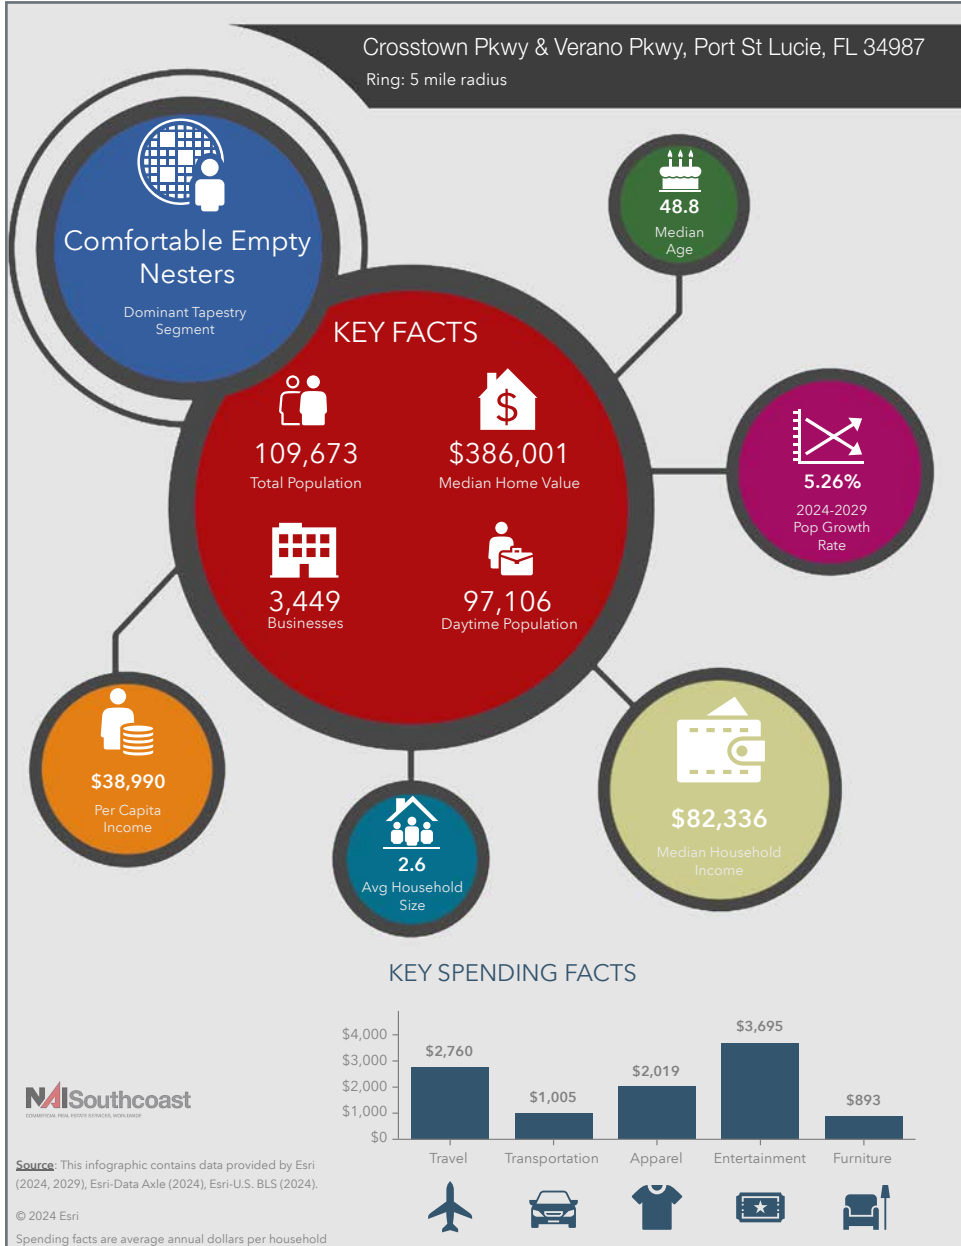 Crosstown Pkwy & Verano Pkwy, Port St Lucie, FL 34987
Ring: 5 mile radius
Comfortable Empty
Nesters
Dominant Tapestry
Segment
48.8
Median
Age
KEY FACTS
109,673
Total Population
$
$386,001
Median Home Value
3,449
Businesses
97,106
Daytime Population
5.26%
2024-2029
Pop Growth
Rate
$38,990
Per Capita
Income
2.6
Avg Household
Size
$82,336
Median Household
Income
KEY SPENDING FACTS
$4,000
$3,000
$2,000
$1,000
$0
$2,760
$1,005
$2,019
$3,695
$893
Travel
Transportation
Apparel
Entertainment
Furniture
NAISouthcoast
COMMERCIAL REAL ESTATE SERVICES, WORLDWIDE
Source: This infographic contains data provided by Esri
(2024, 2029), Esri-Data Axle (2024), Esri-U.S. BLS (2024).
© 2024 Esri
Spending facts are average annual dollars per household